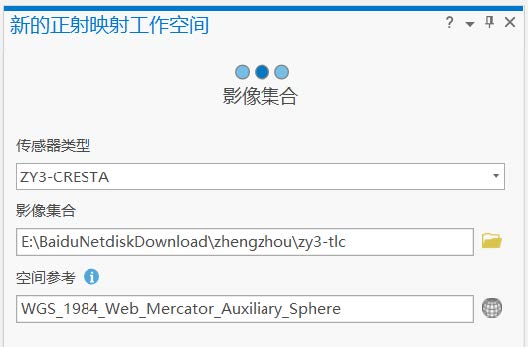 新的正射映射工作空间
影像集合
传感器类型
ZY3-CRESTA
影像集合
E:\BaiduNetdiskDownload\zhengzhou\zy3-tlc
空间参考
WGS_1984_Web_Mercator_Auxiliary_Sphere